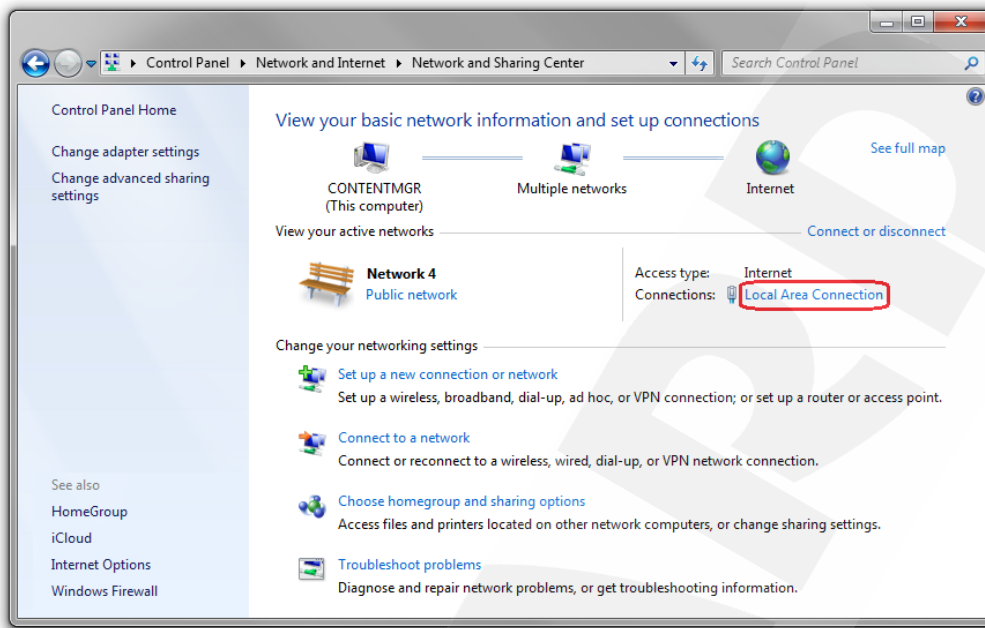 Control Panel ▸ Network and Internet ▸ Network and Sharing Center
Search Control Panel
Control Panel Home
Change adapter settings
Change advanced sharing
settings
See also
HomeGroup
iCloud
Internet Options
Windows Firewall
View your basic network information and set up connections
See full map
CONTENTMGR
(This computer)
Multiple networks
Internet
View your active networks
Connect or disconnect
Network 4
Public network
Access type: Internet
Connections: Local Area Connection
Change your networking settings
Set up a new connection or network
Set up a wireless, broadband, dial-up, ad hoc, or VPN connection; or set up a router or access point.
Connect to a network
Connect or reconnect to a wireless, wired, dial-up, or VPN network connection.
Choose homegroup and sharing options
Access files and printers located on other network computers, or change sharing settings.
Troubleshoot problems
Diagnose and repair network problems, or get troubleshooting information.